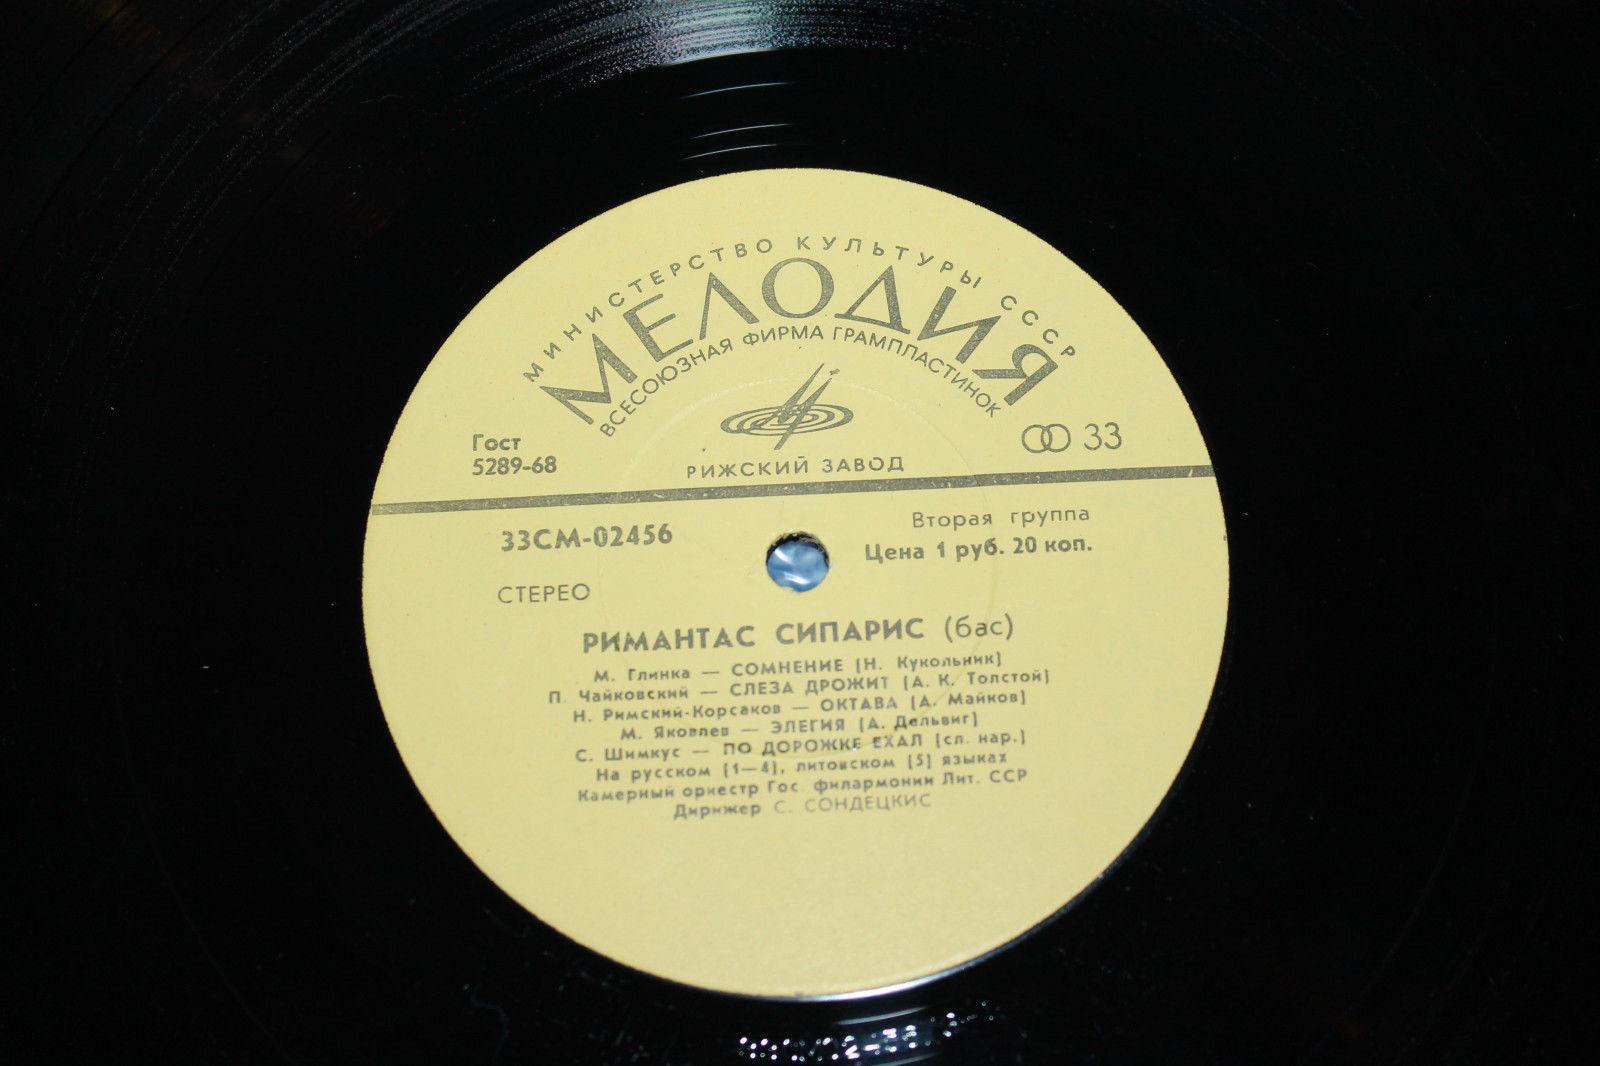 МИНИСТЕРСТВО КУЛЬТУРЫ СССР
МЕЛОДИЯ
ВСЕСОЮЗНАЯ ФИРМА ГРАМПЛАСТИНОК
Гост
5289-68
33
РИЖСКИЙ ЗАВОД
33СМ-02456
Вторая группа
Цена 1 руб. 20 коп.
СТЕРЕО
РИМАНТАС СИПАРИС (бас)
М. Глинка — СОМНЕНИЕ [Н. Кукольник]
П. Чайковский — СЛЕЗА ДРОЖИТ [А. К. Толстой]
Н. Римский-Корсаков — ОКТАВА [А. Майков]
М. Яковлев — ЭЛЕГИЯ [А. Дельвиг]
С. Шимкус — ПО ДОРОЖКЕ ЕХАЛ [сл. нар.]
На русском [1—4], литовском [5] языках
Камерный оркестр Гос. филармонии Лит. ССР
Дирижер С. СОНДЕЦКИС